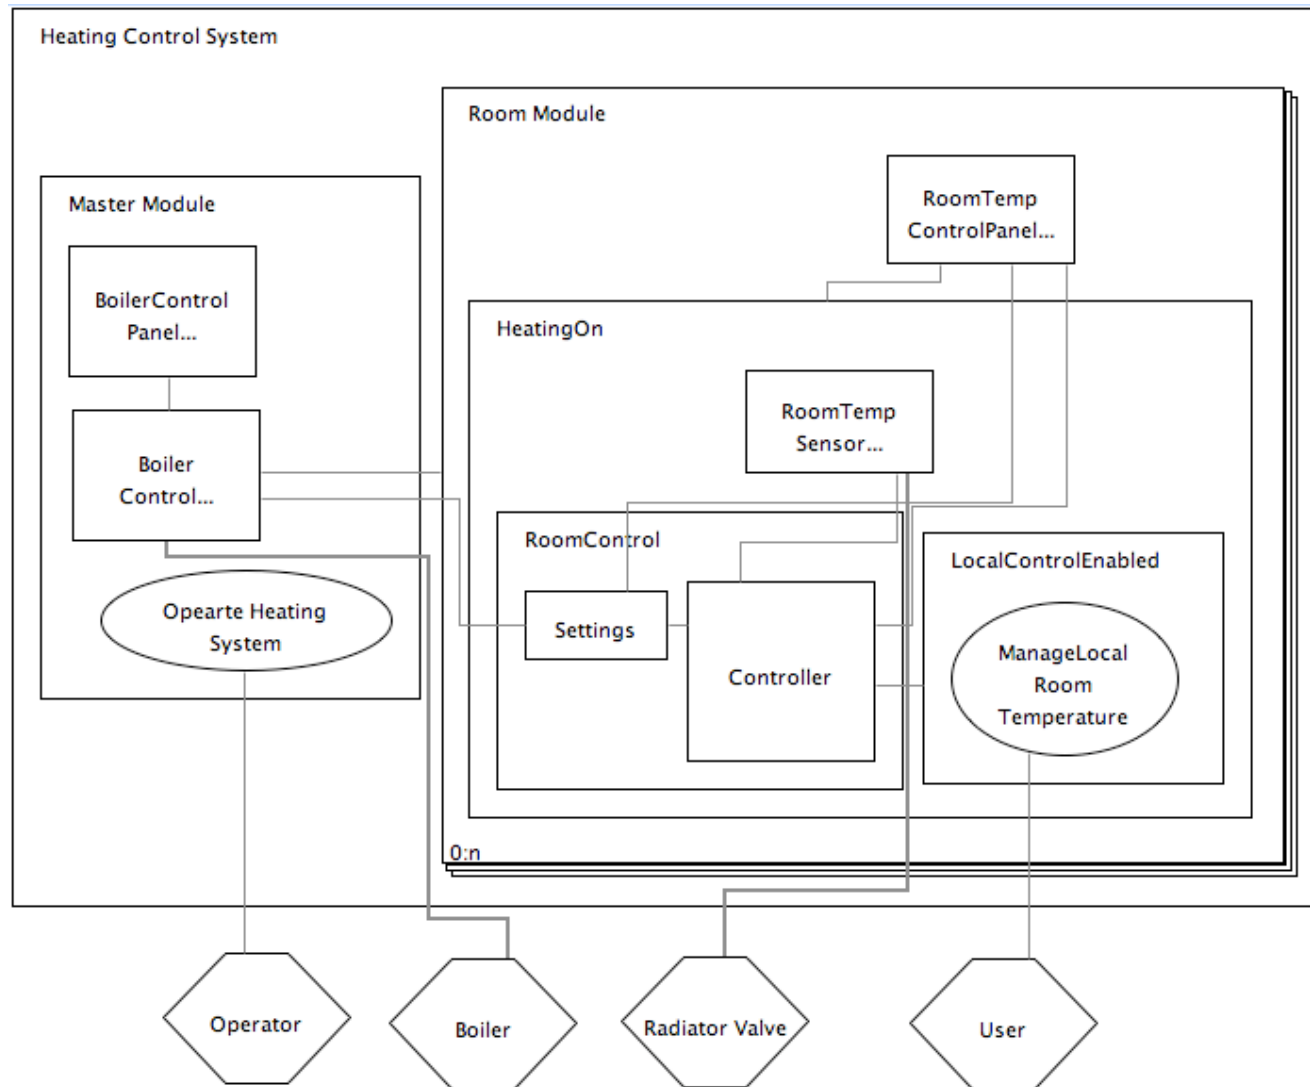 Heating Control System
Room Module
RoomTemp
ControlPanel...
Master Module
BoilerControl
Panel...
HeatingOn
RoomTemp
Sensor...
Boiler
Control...
RoomControl
LocalControlEnabled
Opearte Heating
System
Settings
Controller
ManageLocal
Room
Temperature
0:n
Operator
Boiler
Radiator Valve
User